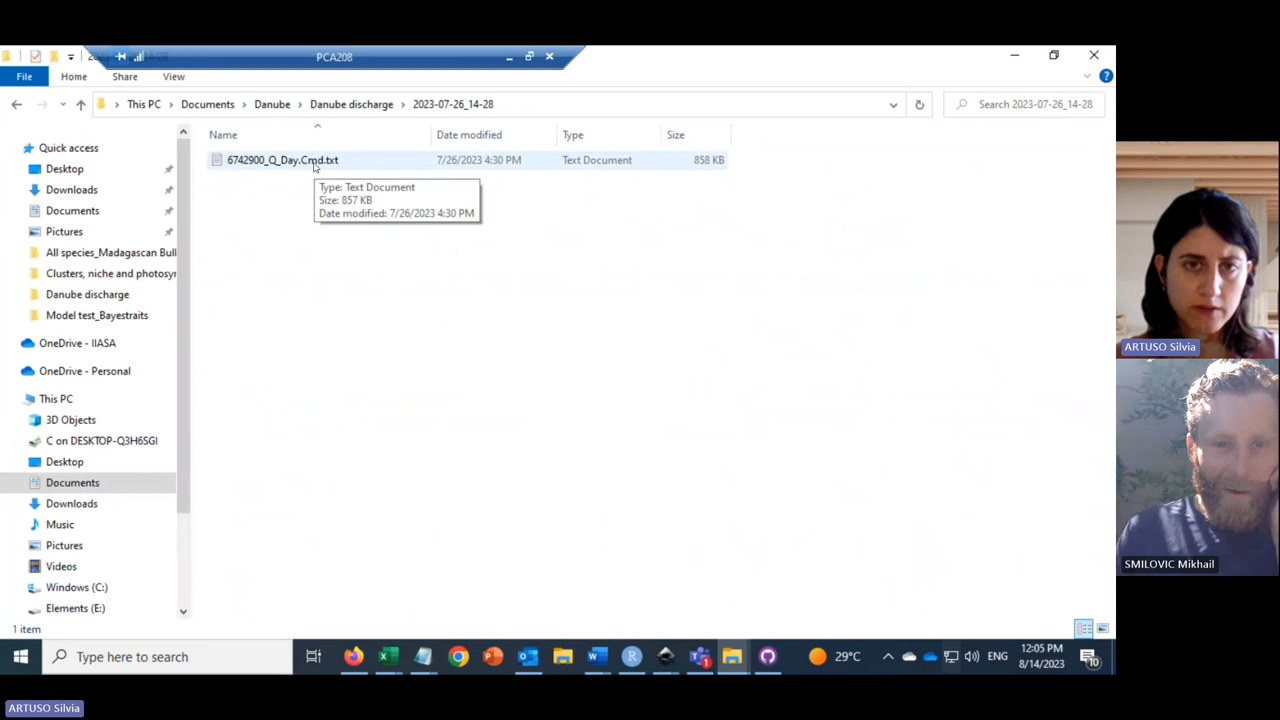 PCA208
File Home Share View
This PC Documents Danube Danube discharge 2023-07-26_14-28
Search 2023-07-26_14-28
Name Date modified Type Size
6742900_Q_Day.Cmd.txt 7/26/2023 4:30 PM Text Document 858 KB
Type: Text Document
Size: 857 KB
Date modified: 7/26/2023 4:30 PM
Quick access
Desktop
Downloads
Documents
Pictures
All species_Madagascan Bull
Clusters, niche and photosyn
Danube discharge
Model test_Bayestraits
OneDrive - IIASA
OneDrive - Personal
This PC
3D Objects
C on DESKTOP-Q3H6SGI
Desktop
Documents
Downloads
Music
Pictures
Videos
Windows (C:)
Elements (E:)
1 item
Type here to search
29°C
ENG
12:05 PM
8/14/2023
10
1
ARTUSO Silvia
SMILOVIC Mikhail
ARTUSO Silvia